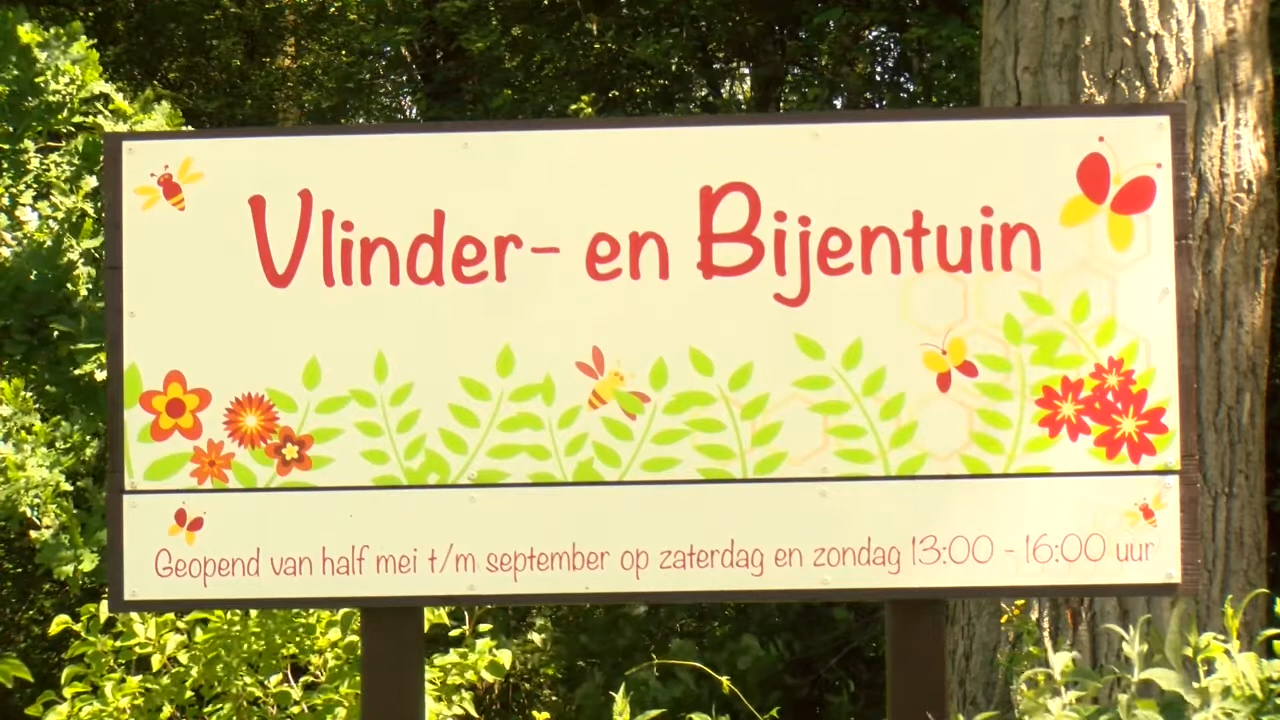 Vlinder- en Bijentuin
Geopend van half mei t/m september op zaterdag en zondag 13:00 - 16:00 uur